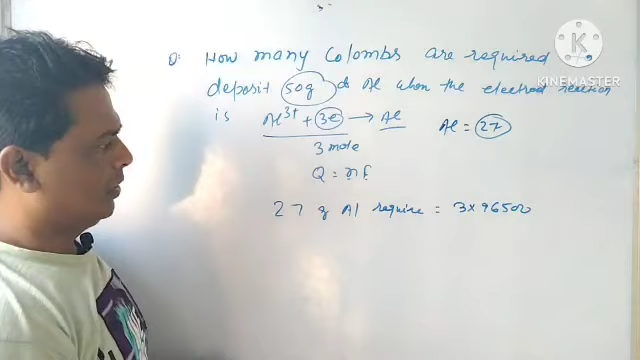 Q: How many Colombs are required
deposit 50g of Al when the electrod reaction
is Al³⁺ + 3e → Al Al = 27
3 mole
Q = nF
27 g Al require = 3×96500
KINEMASTER